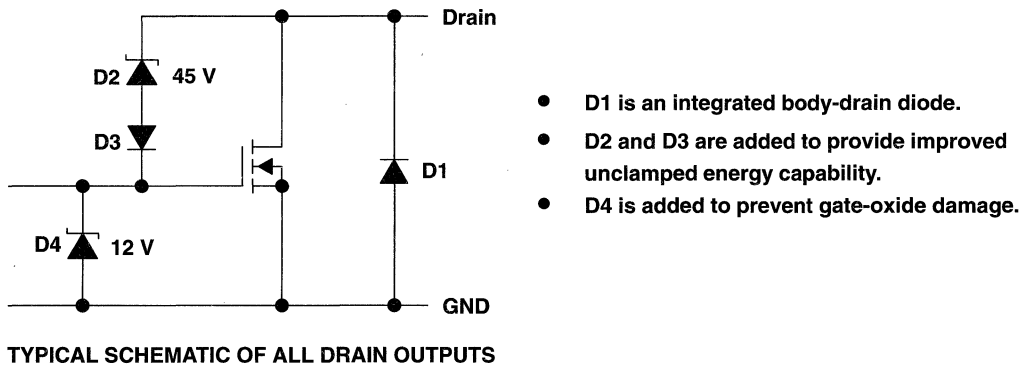 Drain
D2 45 V
D3
D1
D4 12 V
GND
TYPICAL SCHEMATIC OF ALL DRAIN OUTPUTS
● D1 is an integrated body-drain diode.
● D2 and D3 are added to provide improved
unclamped energy capability.
● D4 is added to prevent gate-oxide damage.